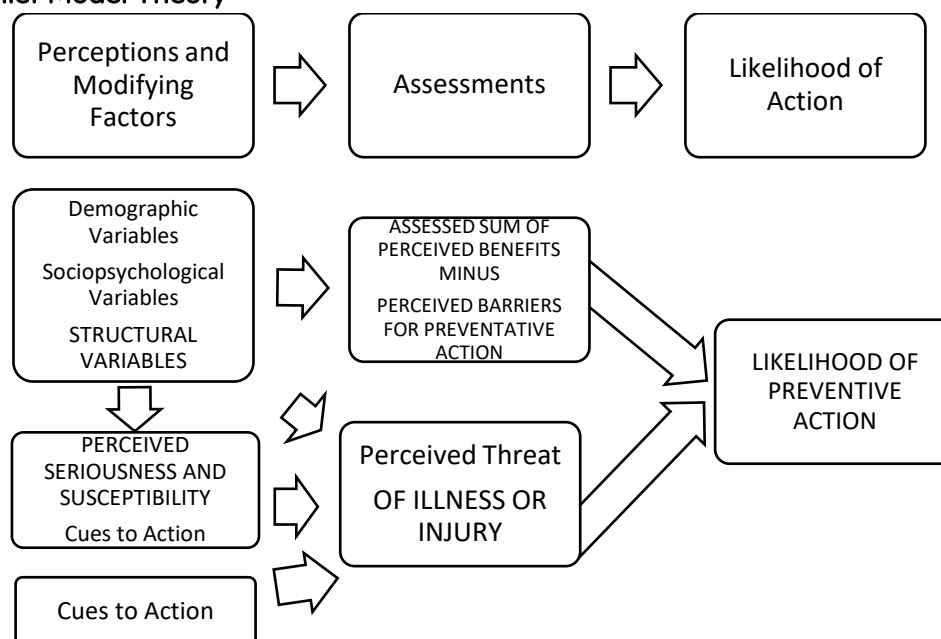 Model Theory
Perceptions and
Modifying
Factors
Assessments
Likelihood of
Action
Demographic
Variables
Sociopsychological
Variables
STRUCTURAL
VARIABLES
ASSESSED SUM OF
PERCEIVED BENEFITS
MINUS
PERCEIVED BARRIERS
FOR PREVENTATIVE
ACTION
LIKELIHOOD OF
PREVENTIVE
ACTION
PERCEIVED
SERIOUSNESS AND
SUSCEPTIBILITY
Cues to Action
Perceived Threat
OF ILLNESS OR
INJURY
Cues to Action